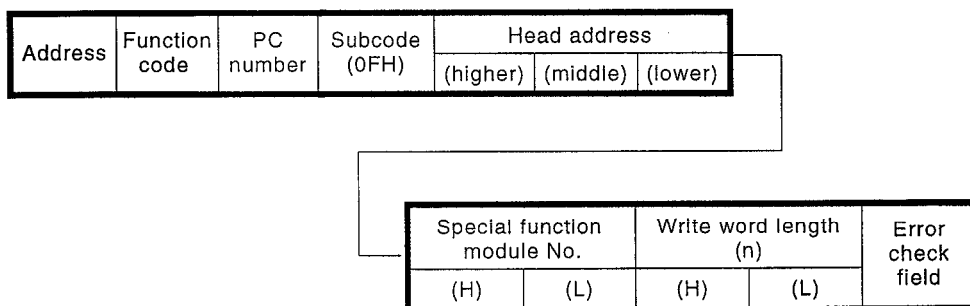 Address
Function
code
PC
number
Subcode
(0FH)
Head address
(higher) (middle) (lower)
Special function
module No.
Write word length
(n)
Error
check
field
(H) (L) (H) (L)